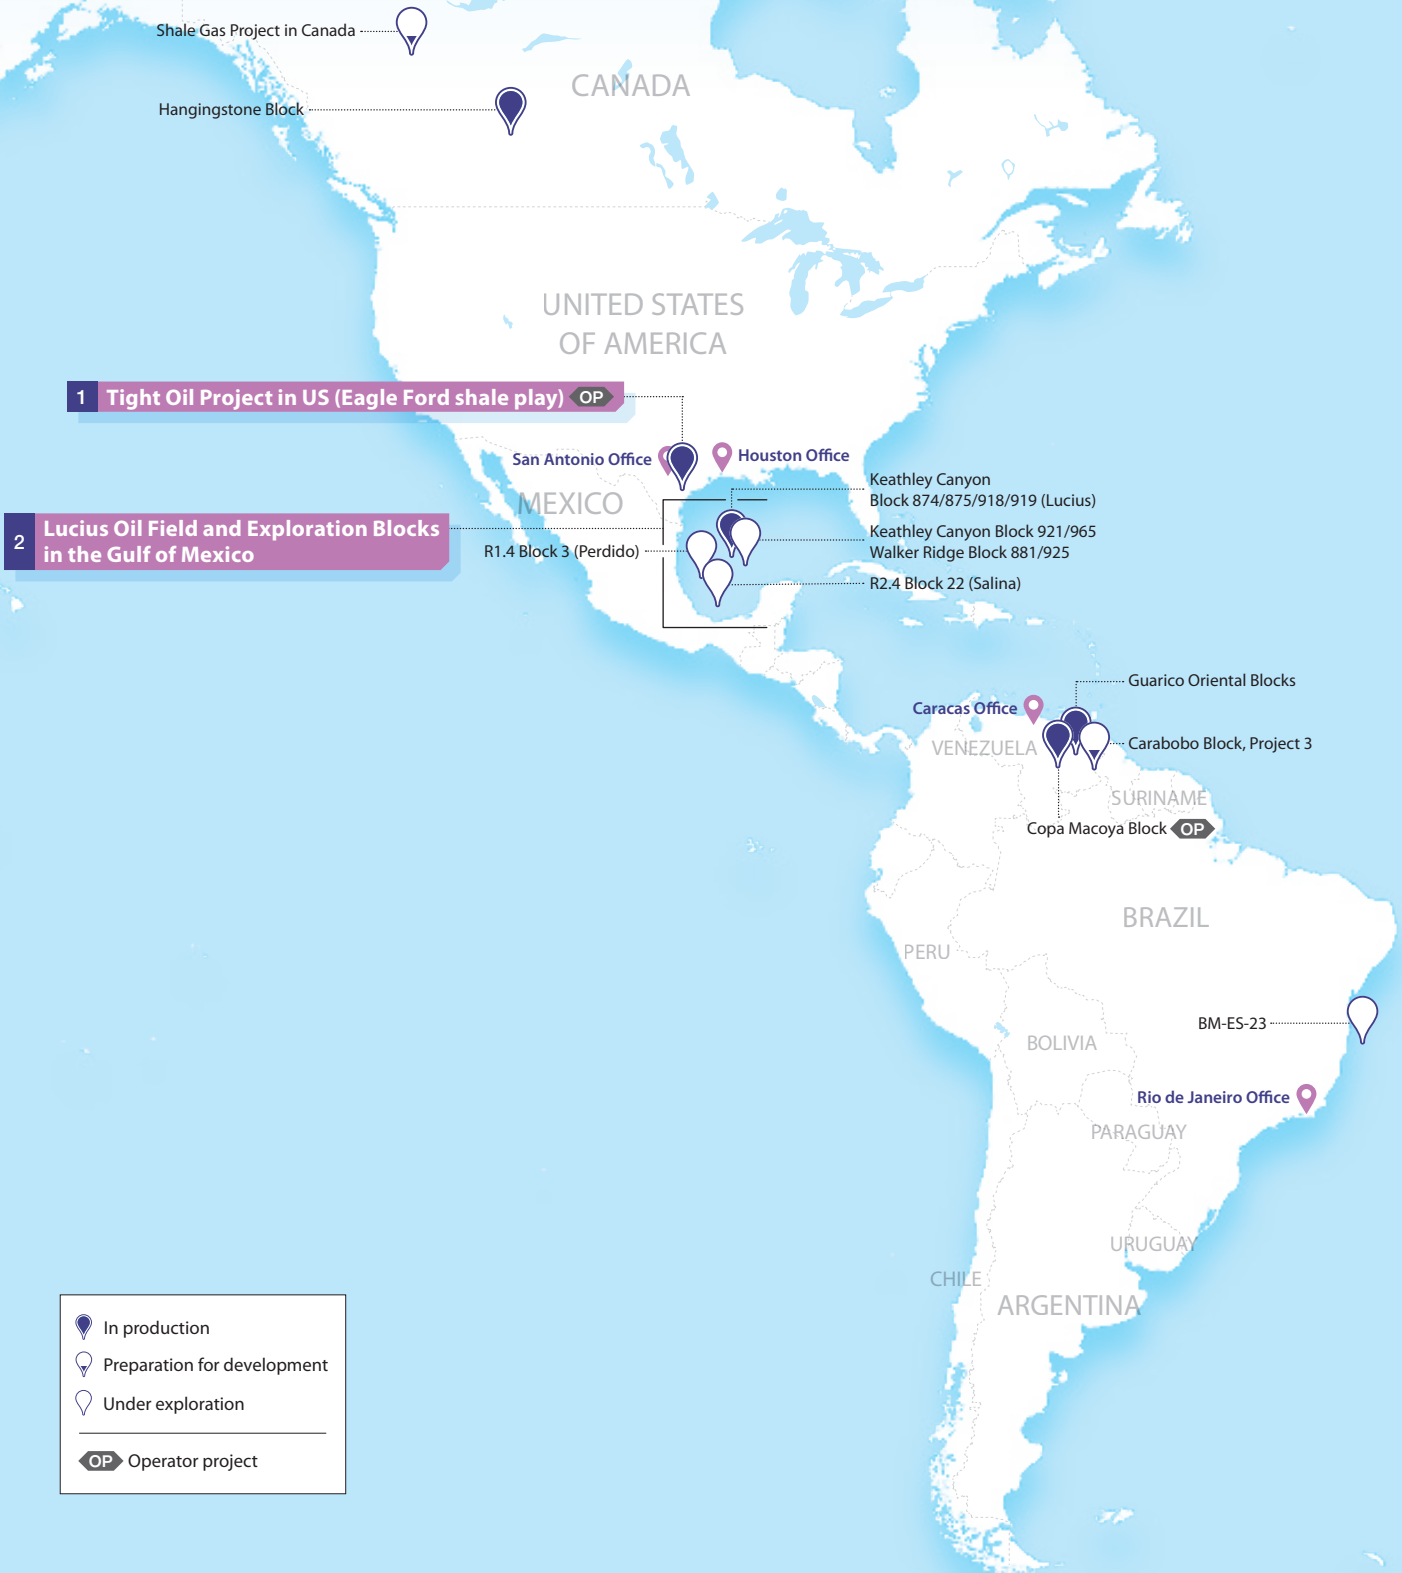 Shale Gas Project in Canada
CANADA
Hangingstone Block
UNITED STATES
OF AMERICA
1 Tight Oil Project in US (Eagle Ford shale play) OP
San Antonio Office
Houston Office
MEXICO
Keathley Canyon
Block 874/875/918/919 (Lucius)
2 Lucius Oil Field and Exploration Blocks
in the Gulf of Mexico
Keathley Canyon Block 921/965
Walker Ridge Block 881/925
R1.4 Block 3 (Perdido)
R2.4 Block 22 (Salina)
Guarico Oriental Blocks
Caracas Office
VENEZUELA
Carabobo Block, Project 3
SURINAME
Copa Macoya Block OP
BRAZIL
PERU
BM-ES-23
BOLIVIA
Rio de Janeiro Office
PARAGUAY
URUGUAY
CHILE
ARGENTINA
In production
Preparation for development
Under exploration
OP Operator project